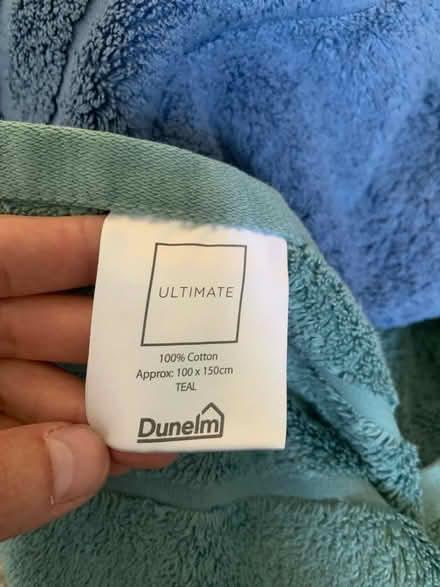 ULTIMATE
100% Cotton
Approx: 100 x 150cm
TEAL
Dunelm